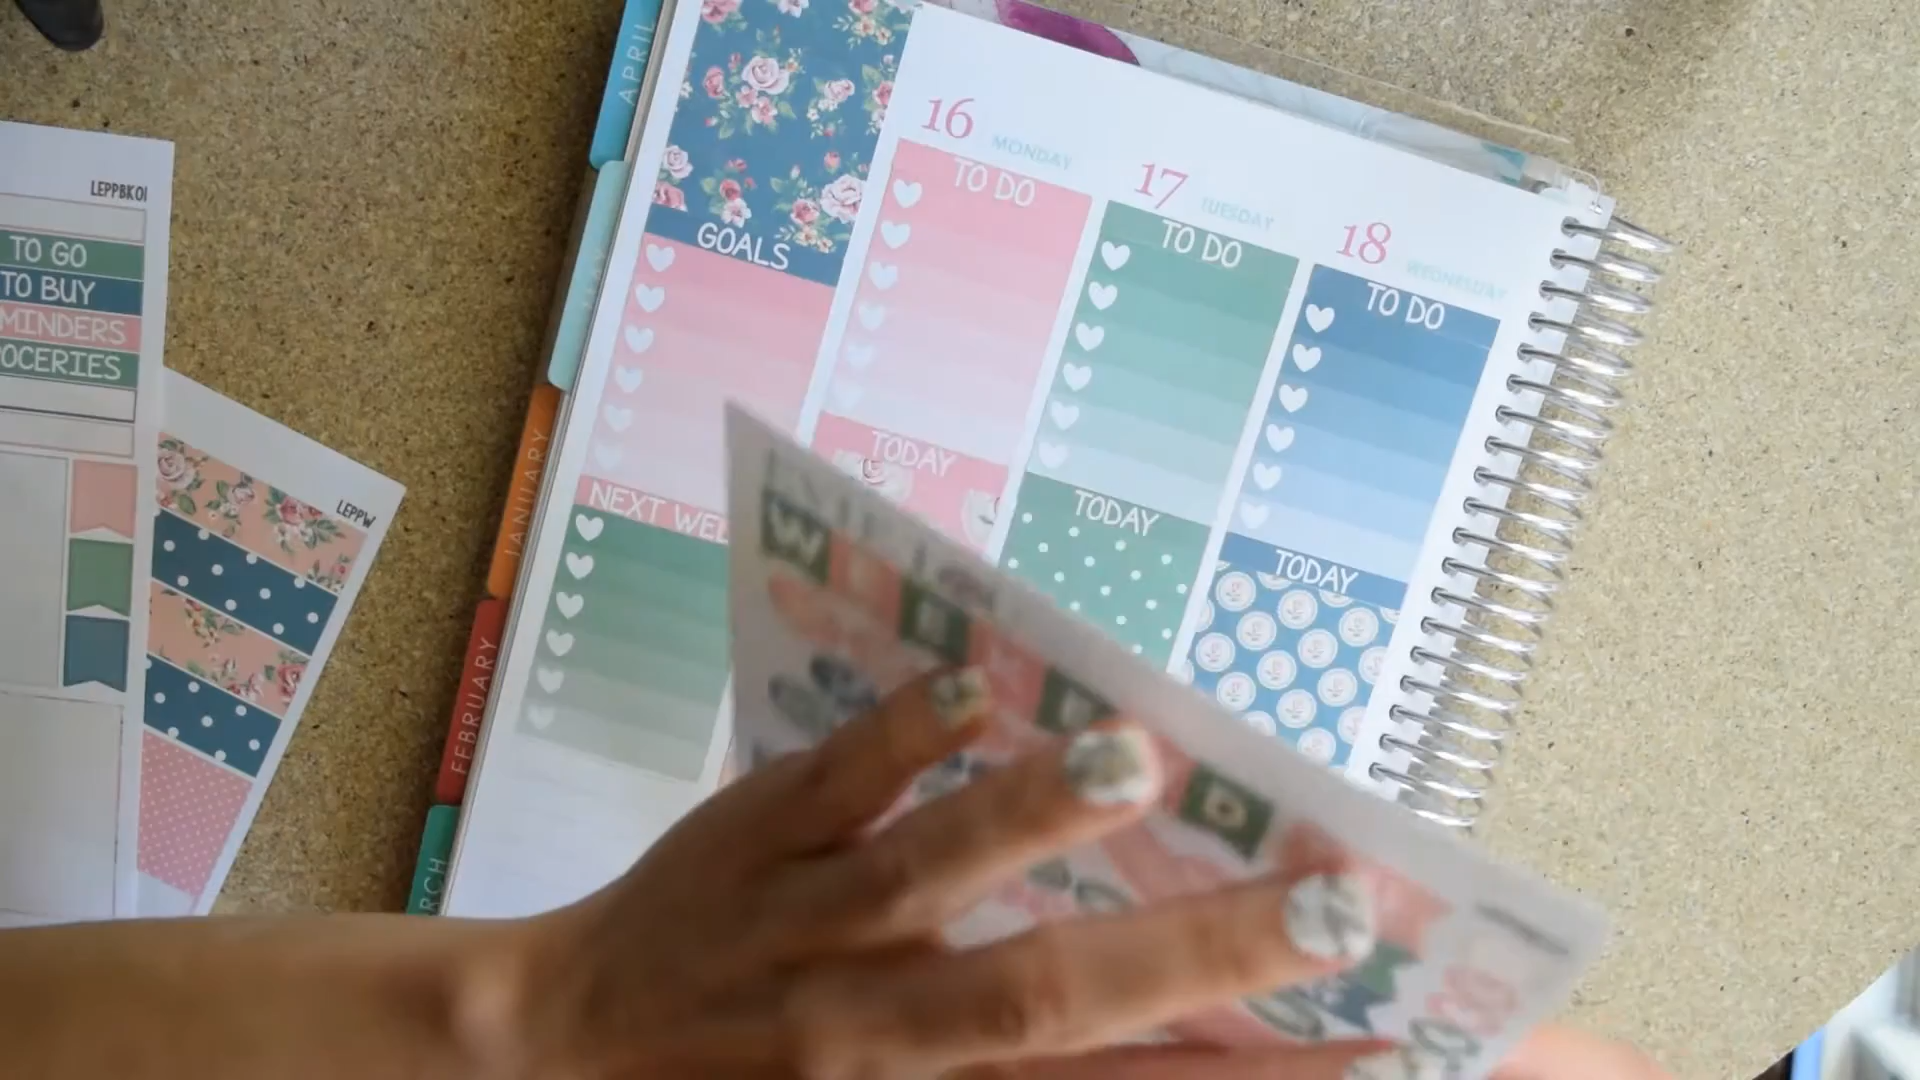 APRIL
MAY
JANUARY
FEBRUARY
RCH
LEPPBK01
TO GO
TO BUY
MINDERS
OCERIES
LEPPW
GOALS
NEXT WE
16 MONDAY
TO DO
TODAY
17 TUESDAY
TO DO
TODAY
18 WEDNESDAY
TO DO
TODAY